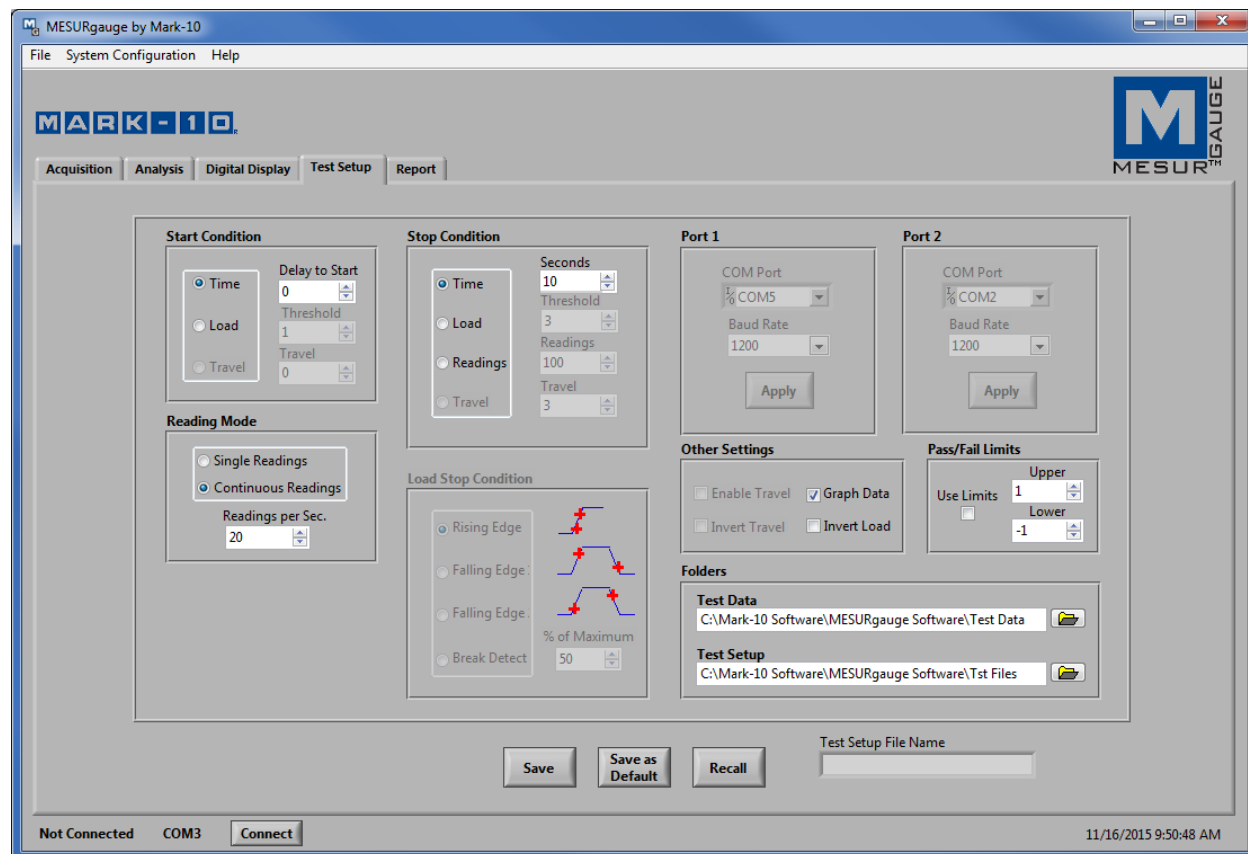 MESURgauge by Mark-10
File System Configuration Help
MARK-10
M
MESUR GAUGE TM
Acquisition Analysis Digital Display Test Setup Report
Start Condition
Time
Load
Travel
Delay to Start
0
Threshold
1
Travel
0
Reading Mode
Single Readings
Continuous Readings
Readings per Sec.
20
Stop Condition
Time
Load
Readings
Travel
Seconds
10
Threshold
3
Readings
100
Travel
3
Load Stop Condition
Rising Edge
Falling Edge
Falling Edge
Break Detect
% of Maximum
50
Port 1
COM Port
COM5
Baud Rate
1200
Apply
Port 2
COM Port
COM2
Baud Rate
1200
Apply
Other Settings
Enable Travel Graph Data
Invert Travel Invert Load
Pass/Fail Limits
Use Limits
Upper
1
Lower
-1
Folders
Test Data
C:\Mark-10 Software\MESURgauge Software\Test Data
Test Setup
C:\Mark-10 Software\MESURgauge Software\Tst Files
Save
Save as
Default
Recall
Test Setup File Name
Not Connected COM3 Connect
11/16/2015 9:50:48 AM